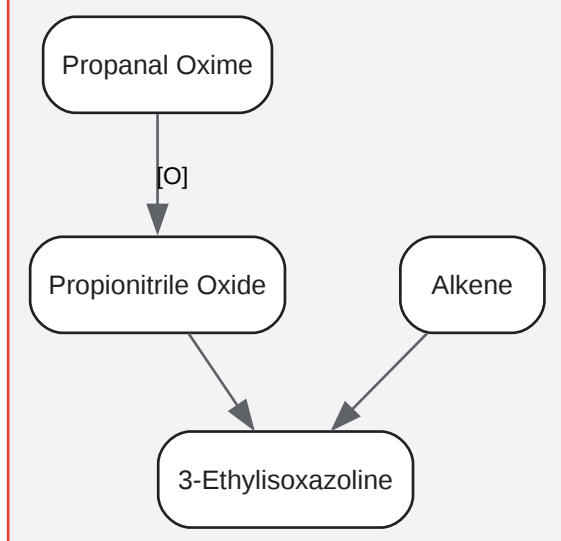 Propanal Oxime
[O]
Propionitrile Oxide
Alkene
3-Ethylisoxazoline